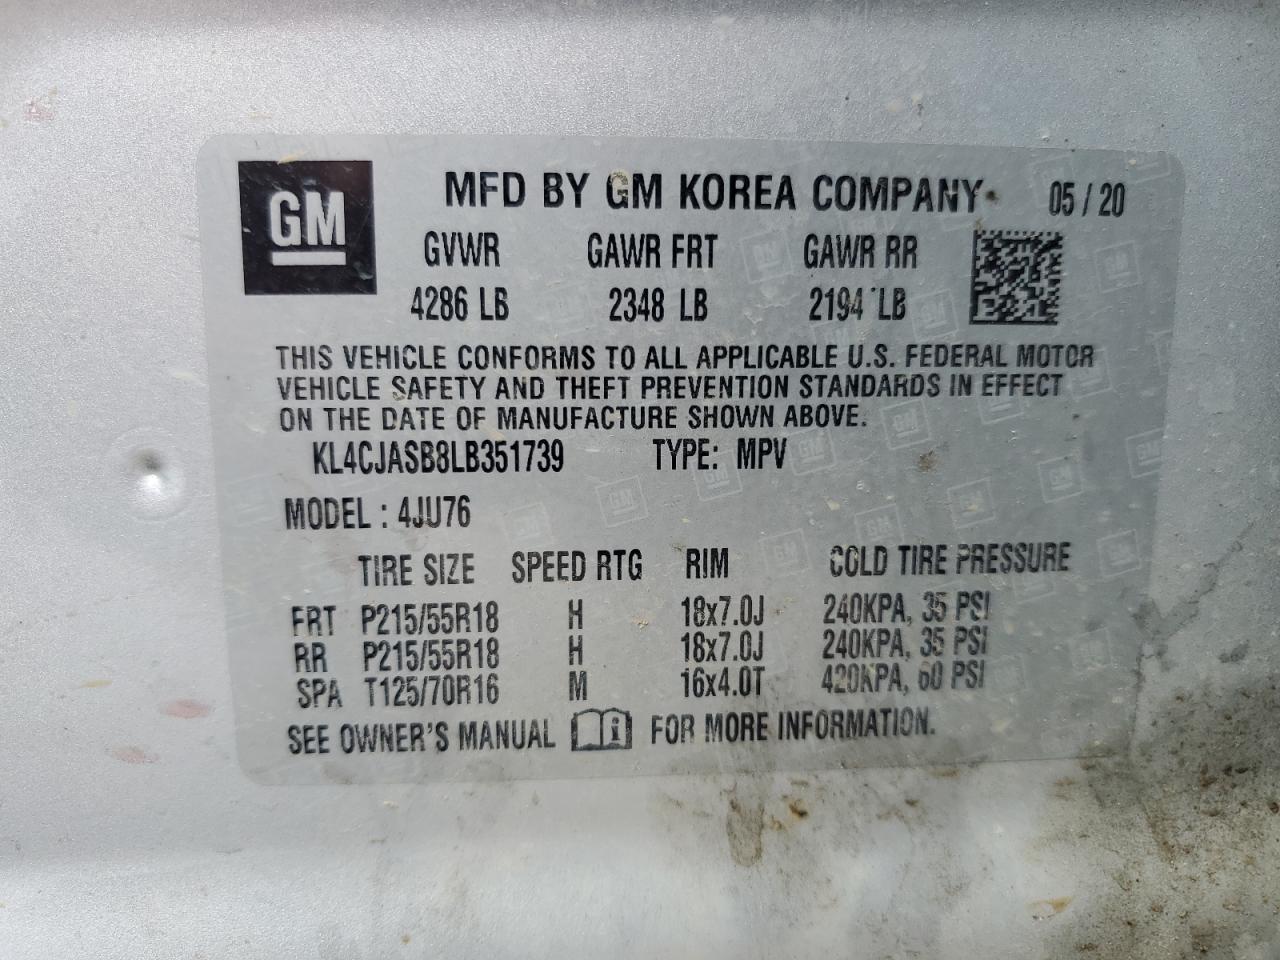 GM
MFD BY GM KOREA COMPANY 05 / 20
GVWR GAWR FRT GAWR RR
4286 LB 2348 LB 2194 LB
THIS VEHICLE CONFORMS TO ALL APPLICABLE U.S. FEDERAL MOTOR
VEHICLE SAFETY AND THEFT PREVENTION STANDARDS IN EFFECT
ON THE DATE OF MANUFACTURE SHOWN ABOVE.
KL4CJASB8LB351739 TYPE: MPV
MODEL : 4JU76
TIRE SIZE SPEED RTG RIM COLD TIRE PRESSURE
FRT P215/55R18 H 18x7.0J 240KPA, 35 PSI
RR P215/55R18 H 18x7.0J 240KPA, 35 PSI
SPA T125/70R16 M 16x4.0T 420KPA, 60 PSI
SEE OWNER'S MANUAL i FOR MORE INFORMATION.